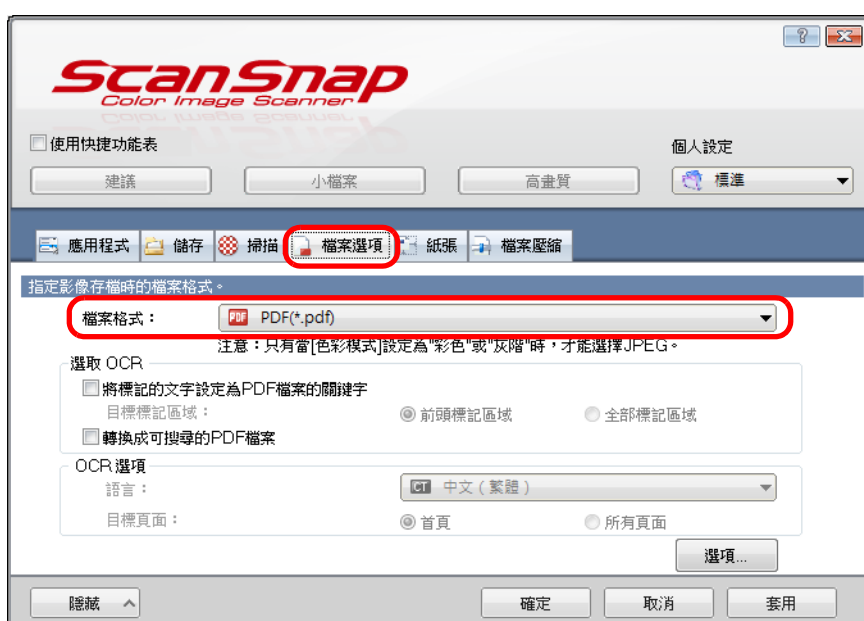 ScanSnap
Color Image Scanner
使用快捷功能表
個人設定
建議 小檔案 高畫質 標準
應用程式 儲存 掃描 檔案選項 紙張 檔案壓縮
指定影像存檔時的檔案格式。
檔案格式： PDF PDF(*.pdf)
注意：只有當[色彩模式]設定為"彩色"或"灰階"時，才能選擇JPEG。
選取 OCR
將標記的文字設定為PDF檔案的關鍵字
目標標記區域： 前頭標記區域 全部標記區域
轉換成可搜尋的PDF檔案
OCR 選項
語言： CT 中文（繁體）
目標頁面： 首頁 所有頁面
選項...
隱藏 確定 取消 套用